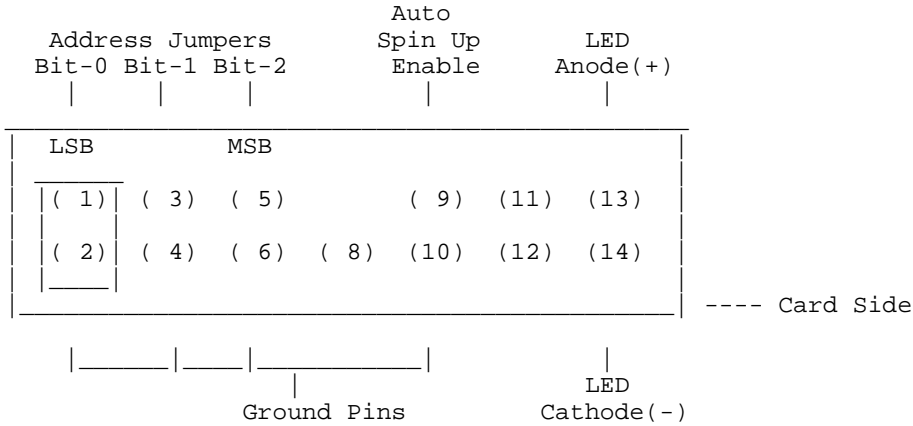 Auto
Address Jumpers Spin Up LED
Bit-0 Bit-1 Bit-2 Enable Anode(+)
LSB MSB
( 1) ( 3) ( 5) ( 9) (11) (13)
( 2) ( 4) ( 6) ( 8) (10) (12) (14)
---- Card Side
LED
Ground Pins Cathode(-)